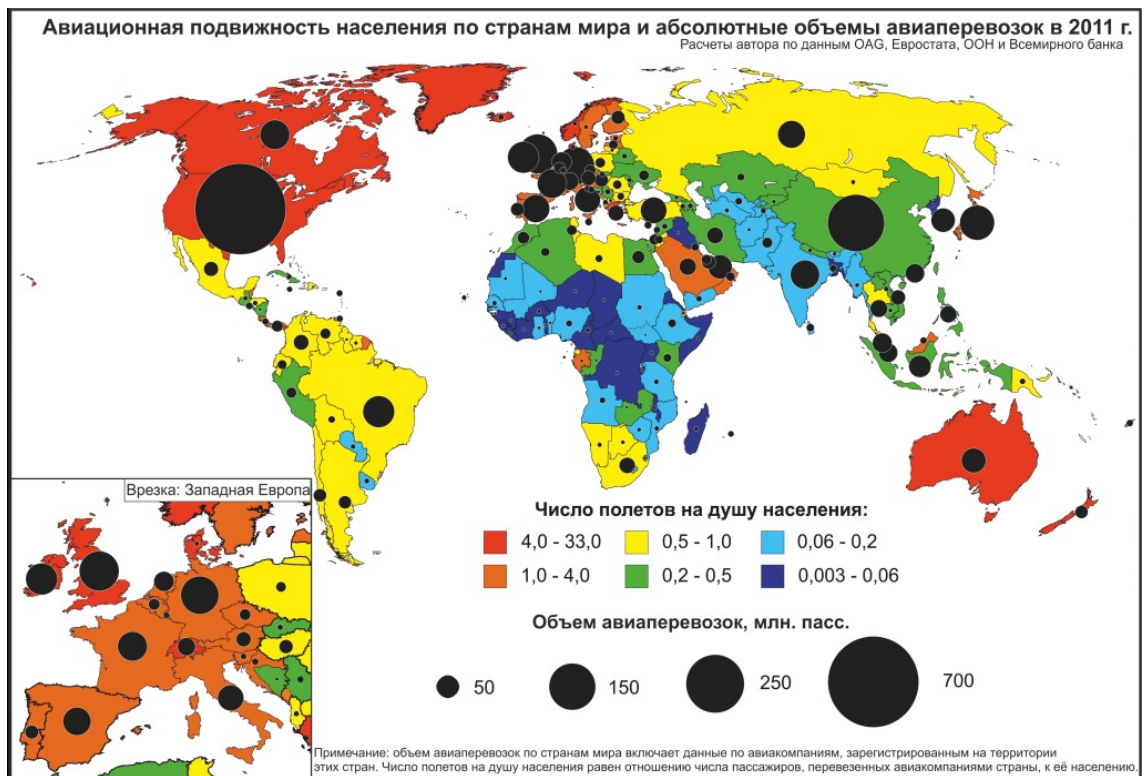 Авиационная подвижность населения по странам мира и абсолютные объемы авиаперевозок в 2011 г.
Расчеты автора по данным OAG, Евростата, ООН и Всемирного банка
Врезка: Западная Европа
Число полетов на душу населения:
4,0 - 33,0 0,5 - 1,0 0,06 - 0,2
1,0 - 4,0 0,2 - 0,5 0,003 - 0,06
Объем авиаперевозок, млн. пасс.
50 150 250 700
Примечание: объем авиаперевозок по странам мира включает данные по авиакомпаниям, зарегистрированным на территории
этих стран. Число полетов на душу населения равен отношению числа пассажиров, перевезенных авиакомпаниями страны, к её населению.